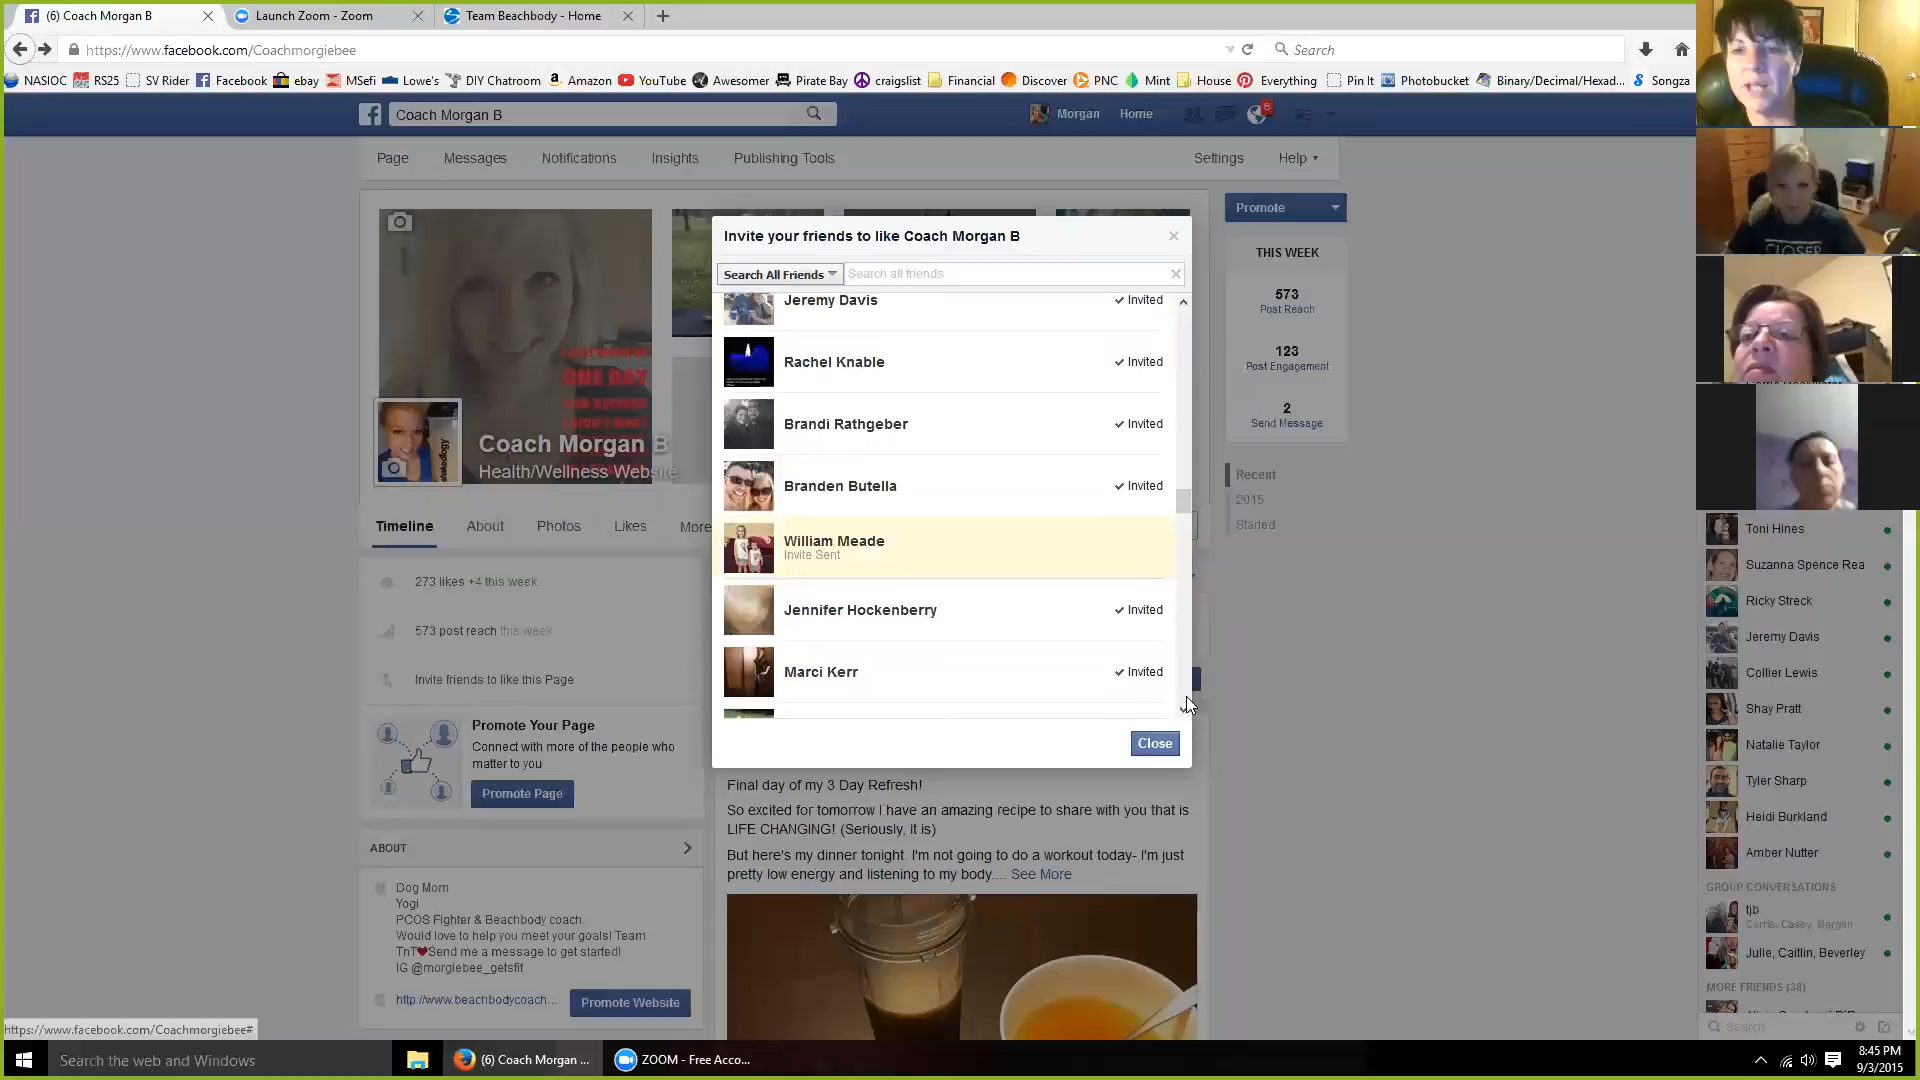 (6) Coach Morgan B
Launch Zoom - Zoom
Team Beachbody - Home
https://www.facebook.com/Coachmorgiebee
Search
NASIOC RS25 SV Rider Facebook ebay MSefi Lowe's DIY Chatroom Amazon YouTube Awesomer Pirate Bay craigslist Financial Discover PNC Mint House Everything Pin It Photobucket Binary/Decimal/Hexad... Songza
Coach Morgan B
Morgan Home 6
Page Messages Notifications Insights Publishing Tools Settings Help
Promote
THIS WEEK
573
Post Reach
123
Post Engagement
2
Send Message
Recent
2015
Started
ONE DAY
Coach Morgan B
Health/Wellness Website
Timeline About Photos Likes More
273 likes +4 this week
573 post reach this week
Invite friends to like this Page
Promote Your Page
Connect with more of the people who
matter to you
Promote Page
ABOUT
Dog Mom
Yogi
PCOS Fighter & Beachbody coach.
Would love to help you meet your goals! Team
TnT❤Send me a message to get started!
IG @morgiebee_getsfit
http://www.beachbodycoach...
Promote Website
Invite your friends to like Coach Morgan B
Search All Friends
Search all friends
Jeremy Davis Invited
Rachel Knable Invited
Brandi Rathgeber Invited
Branden Butella Invited
William Meade
Invite Sent
Jennifer Hockenberry Invited
Marci Kerr Invited
Close
Final day of my 3 Day Refresh!
So excited for tomorrow I have an amazing recipe to share with you that is
LIFE CHANGING! (Seriously, it is)
But here's my dinner tonight. I'm not going to do a workout today- I'm just
pretty low energy and listening to my body.... See More
CLOSER
Toni Hines
Suzanna Spence Rea
Ricky Streck
Jeremy Davis
Collier Lewis
Shay Pratt
Natalie Taylor
Tyler Sharp
Heidi Burkland
Amber Nutter
GROUP CONVERSATIONS
tjb
Carrie, Casey, Morgan
Julie, Caitlin, Beverley
MORE FRIENDS (38)
Search
https://www.facebook.com/Coachmorgiebee#
Search the web and Windows
(6) Coach Morgan ...
ZOOM - Free Acco...
8:45 PM
9/3/2015